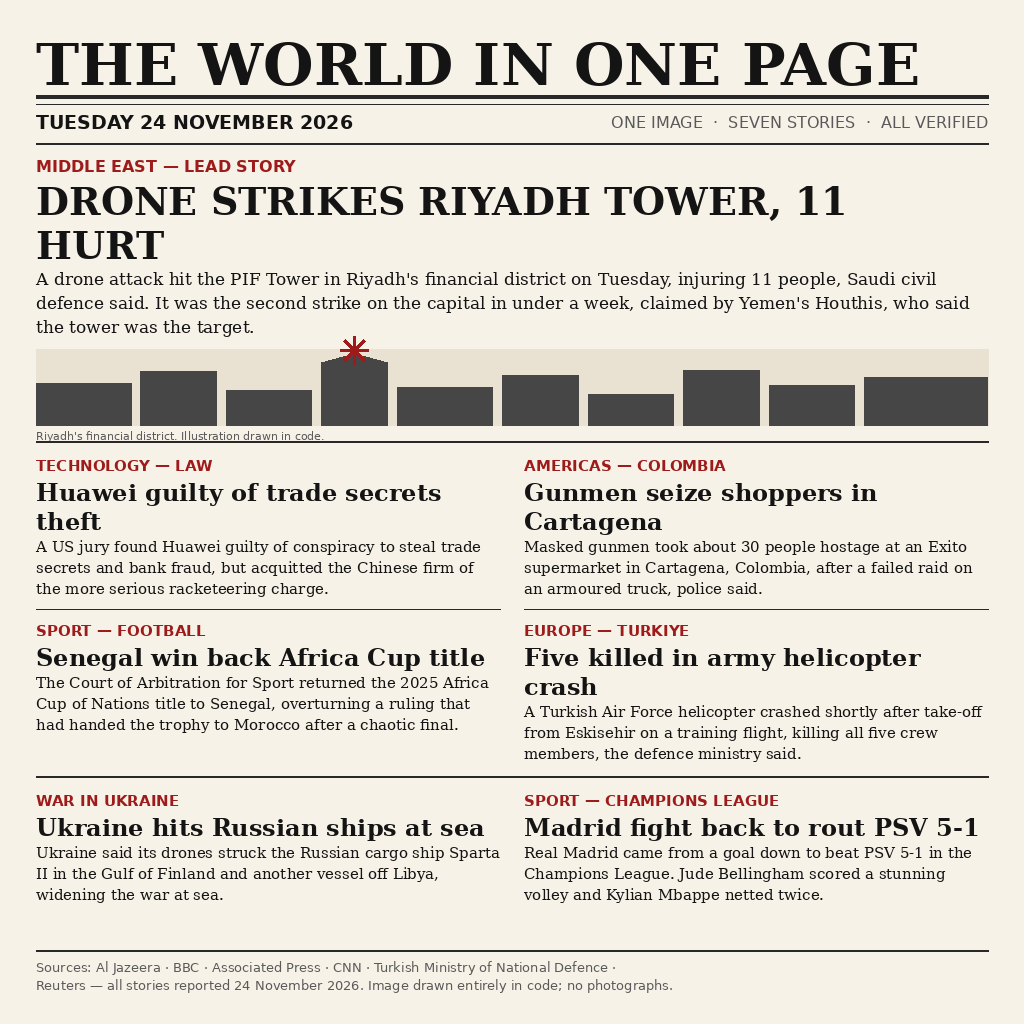 THE WORLD IN ONE PAGE
TUESDAY 24 NOVEMBER 2026
ONE IMAGE · SEVEN STORIES · ALL VERIFIED
MIDDLE EAST — LEAD STORY
DRONE STRIKES RIYADH TOWER, 11
HURT
A drone attack hit the PIF Tower in Riyadh's financial district on Tuesday, injuring 11 people, Saudi civil
defence said. It was the second strike on the capital in under a week, claimed by Yemen's Houthis, who said
the tower was the target.
Riyadh's financial district. Illustration drawn in code.
TECHNOLOGY — LAW
Huawei guilty of trade secrets
theft
A US jury found Huawei guilty of conspiracy to steal trade
secrets and bank fraud, but acquitted the Chinese firm of
the more serious racketeering charge.
AMERICAS — COLOMBIA
Gunmen seize shoppers in
Cartagena
Masked gunmen took about 30 people hostage at an Exito
supermarket in Cartagena, Colombia, after a failed raid on
an armoured truck, police said.
SPORT — FOOTBALL
Senegal win back Africa Cup title
The Court of Arbitration for Sport returned the 2025 Africa
Cup of Nations title to Senegal, overturning a ruling that
had handed the trophy to Morocco after a chaotic final.
EUROPE — TURKIYE
Five killed in army helicopter
crash
A Turkish Air Force helicopter crashed shortly after take-off
from Eskisehir on a training flight, killing all five crew
members, the defence ministry said.
WAR IN UKRAINE
Ukraine hits Russian ships at sea
Ukraine said its drones struck the Russian cargo ship Sparta
II in the Gulf of Finland and another vessel off Libya,
widening the war at sea.
SPORT — CHAMPIONS LEAGUE
Madrid fight back to rout PSV 5-1
Real Madrid came from a goal down to beat PSV 5-1 in the
Champions League. Jude Bellingham scored a stunning
volley and Kylian Mbappe netted twice.
Sources: Al Jazeera · BBC · Associated Press · CNN · Turkish Ministry of National Defence ·
Reuters — all stories reported 24 November 2026. Image drawn entirely in code; no photographs.